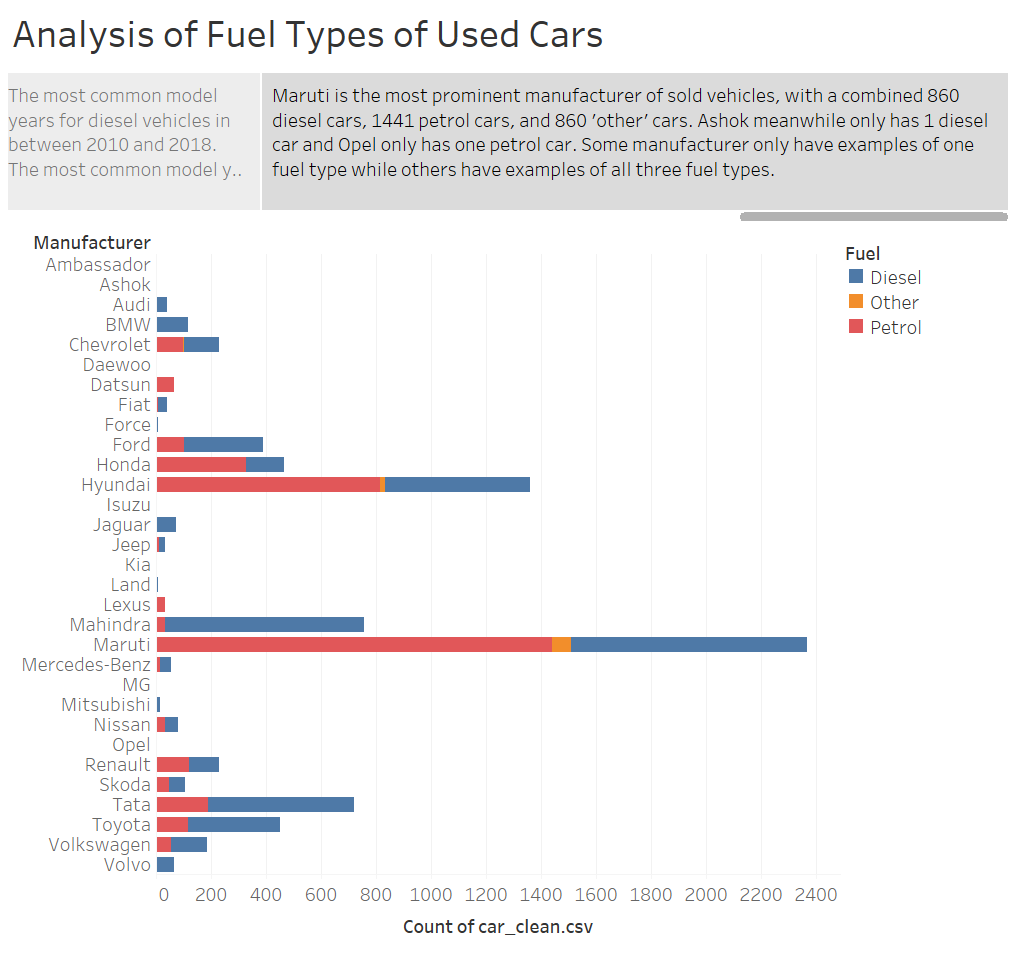 Analysis of Fuel Types of Used Cars
The most common model
years for diesel vehicles in
between 2010 and 2018.
The most common model y..
Maruti is the most prominent manufacturer of sold vehicles, with a combined 860
diesel cars, 1441 petrol cars, and 860 ’other’ cars. Ashok meanwhile only has 1 diesel
car and Opel only has one petrol car. Some manufacturer only have examples of one
fuel type while others have examples of all three fuel types.
Manufacturer
Ambassador
Ashok
Audi
BMW
Chevrolet
Daewoo
Datsun
Fiat
Force
Ford
Honda
Hyundai
Isuzu
Jaguar
Jeep
Kia
Land
Lexus
Mahindra
Maruti
Mercedes-Benz
MG
Mitsubishi
Nissan
Opel
Renault
Skoda
Tata
Toyota
Volkswagen
Volvo
0 200 400 600 800 1000 1200 1400 1600 1800 2000 2200 2400
Count of car_clean.csv
Fuel
Diesel
Other
Petrol